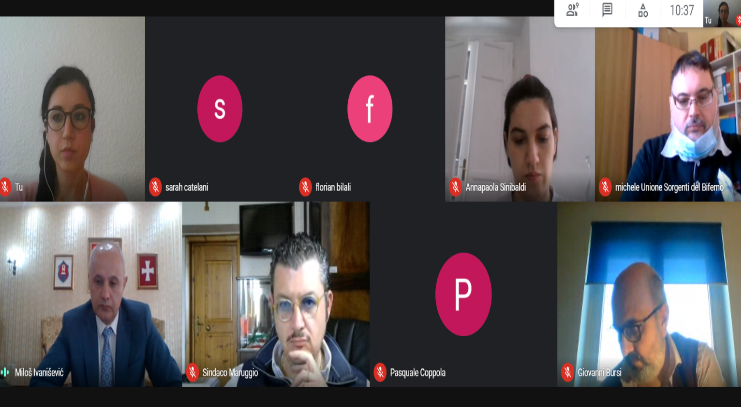 9
10:37
Tu
s
f
Tu
sarah catelani
florian bilali
Annapaola Sinibaldi
michele Unione Sorgenti del Biferno
P
Miloš Ivanišević
Sindaco Maruggio
Pasquale Coppola
Giovanni Bursi